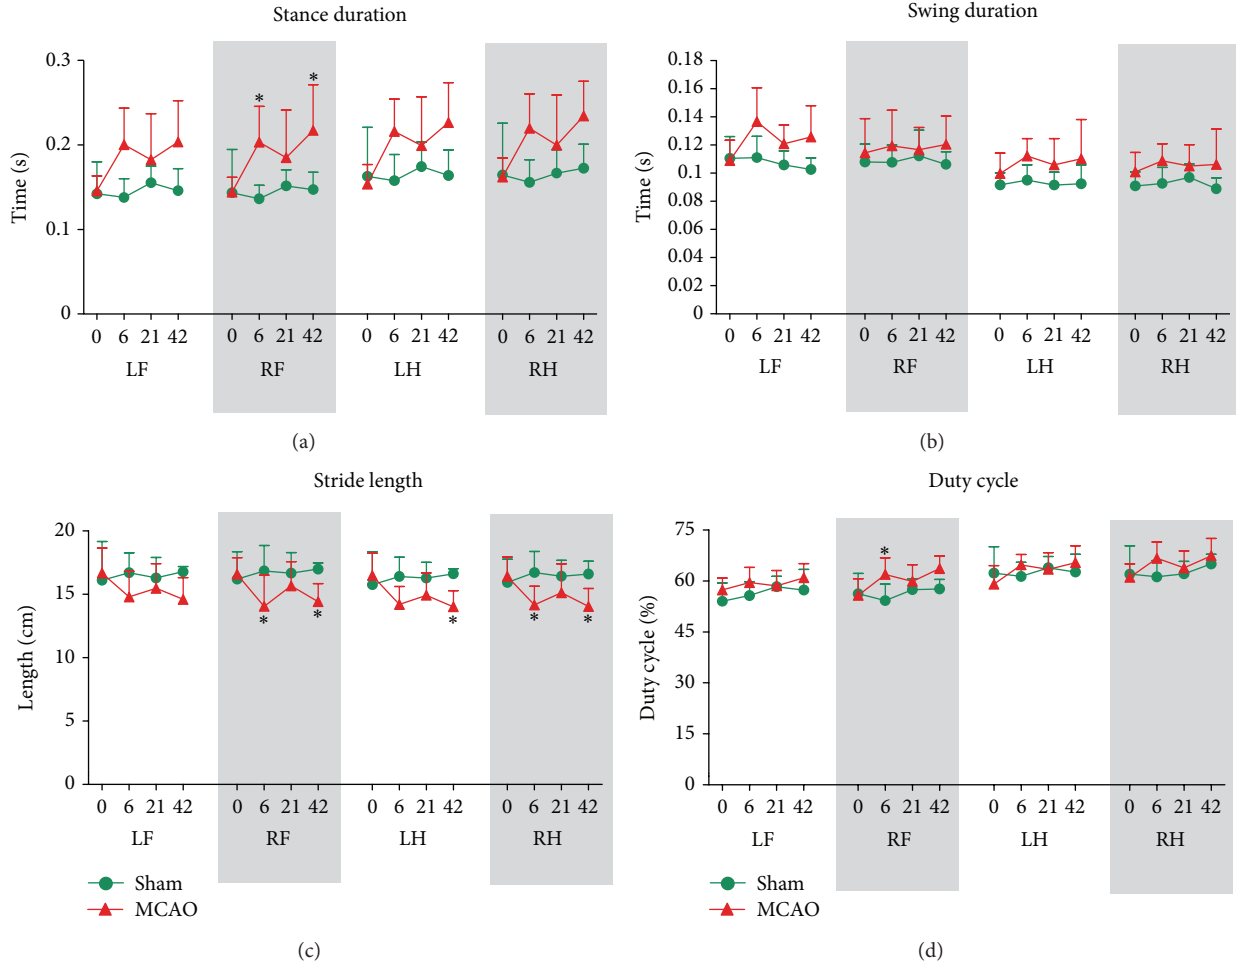 Stance duration
0.3
0.2
0.1
0
Time (s)
*
*
0 6 21 42 0 6 21 42 0 6 21 42 0 6 21 42
LF RF LH RH
(a)
Swing duration
0.18
0.16
0.14
0.12
0.1
0.08
0.06
0.04
0.02
0
Time (s)
0 6 21 42 0 6 21 42 0 6 21 42 0 6 21 42
LF RF LH RH
(b)
Stride length
20
15
10
5
0
Length (cm)
* * * * *
0 6 21 42 0 6 21 42 0 6 21 42 0 6 21 42
LF RF LH RH
Sham
MCAO
(c)
Duty cycle
75
60
45
30
15
0
Duty cycle (%)
*
0 6 21 42 0 6 21 42 0 6 21 42 0 6 21 42
LF RF LH RH
Sham
MCAO
(d)